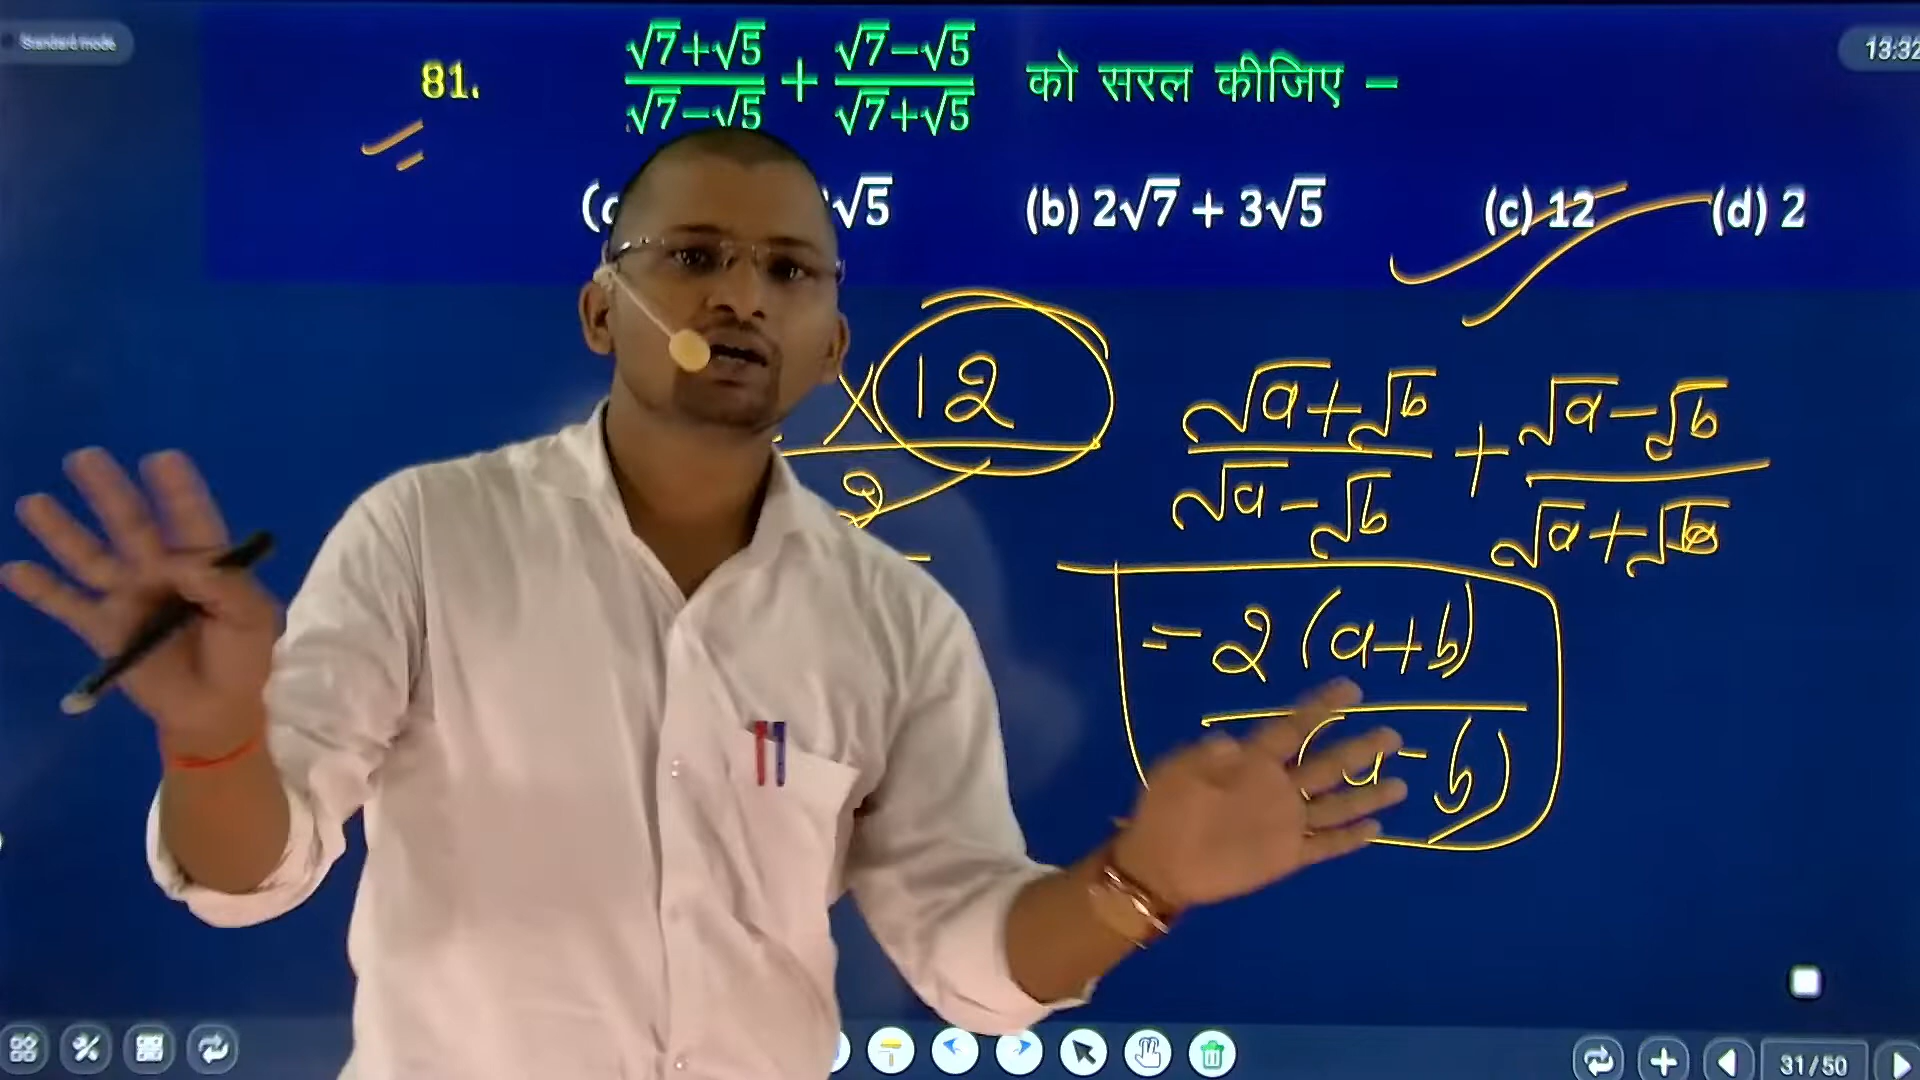 Standard mode
13:32
81. √7+√5/√7−√5 + √7−√5/√7+√5 को सरल कीजिए −
√5 (b) 2√7 + 3√5 (c) 12 (d) 2
× 12
2
√a+√b/√a−√b + √a−√b/√a+√b
= 2 (a+b)
(a−b)
31/50